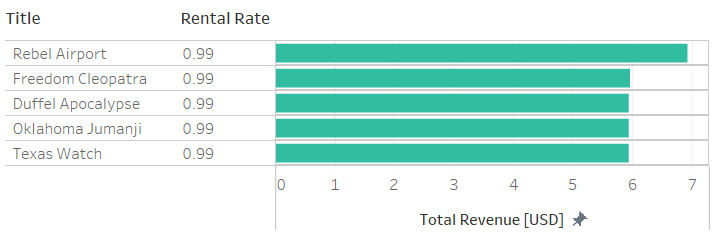 Title Rental Rate
Rebel Airport 0.99
Freedom Cleopatra 0.99
Duffel Apocalypse 0.99
Oklahoma Jumanji 0.99
Texas Watch 0.99
0 1 2 3 4 5 6 7
Total Revenue [USD]